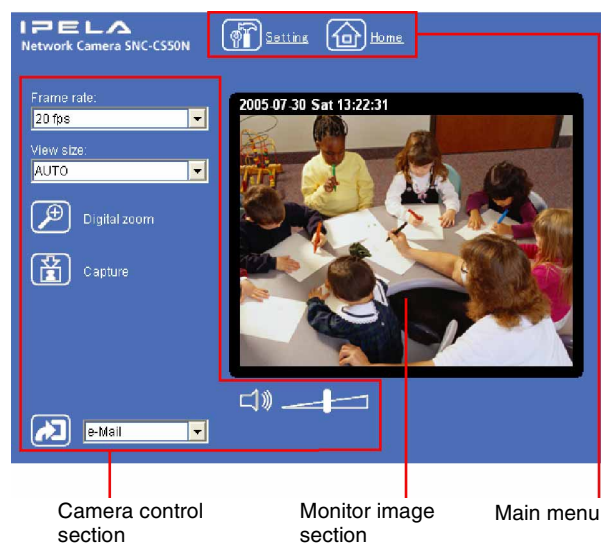 IPELA
Network Camera SNC-CS50N
Setting
Home
Frame rate:
20 fps
View size:
AUTO
Digital zoom
Capture
e-Mail
2005-07-30 Sat 13:22:31
Camera control
section
Monitor image
section
Main menu